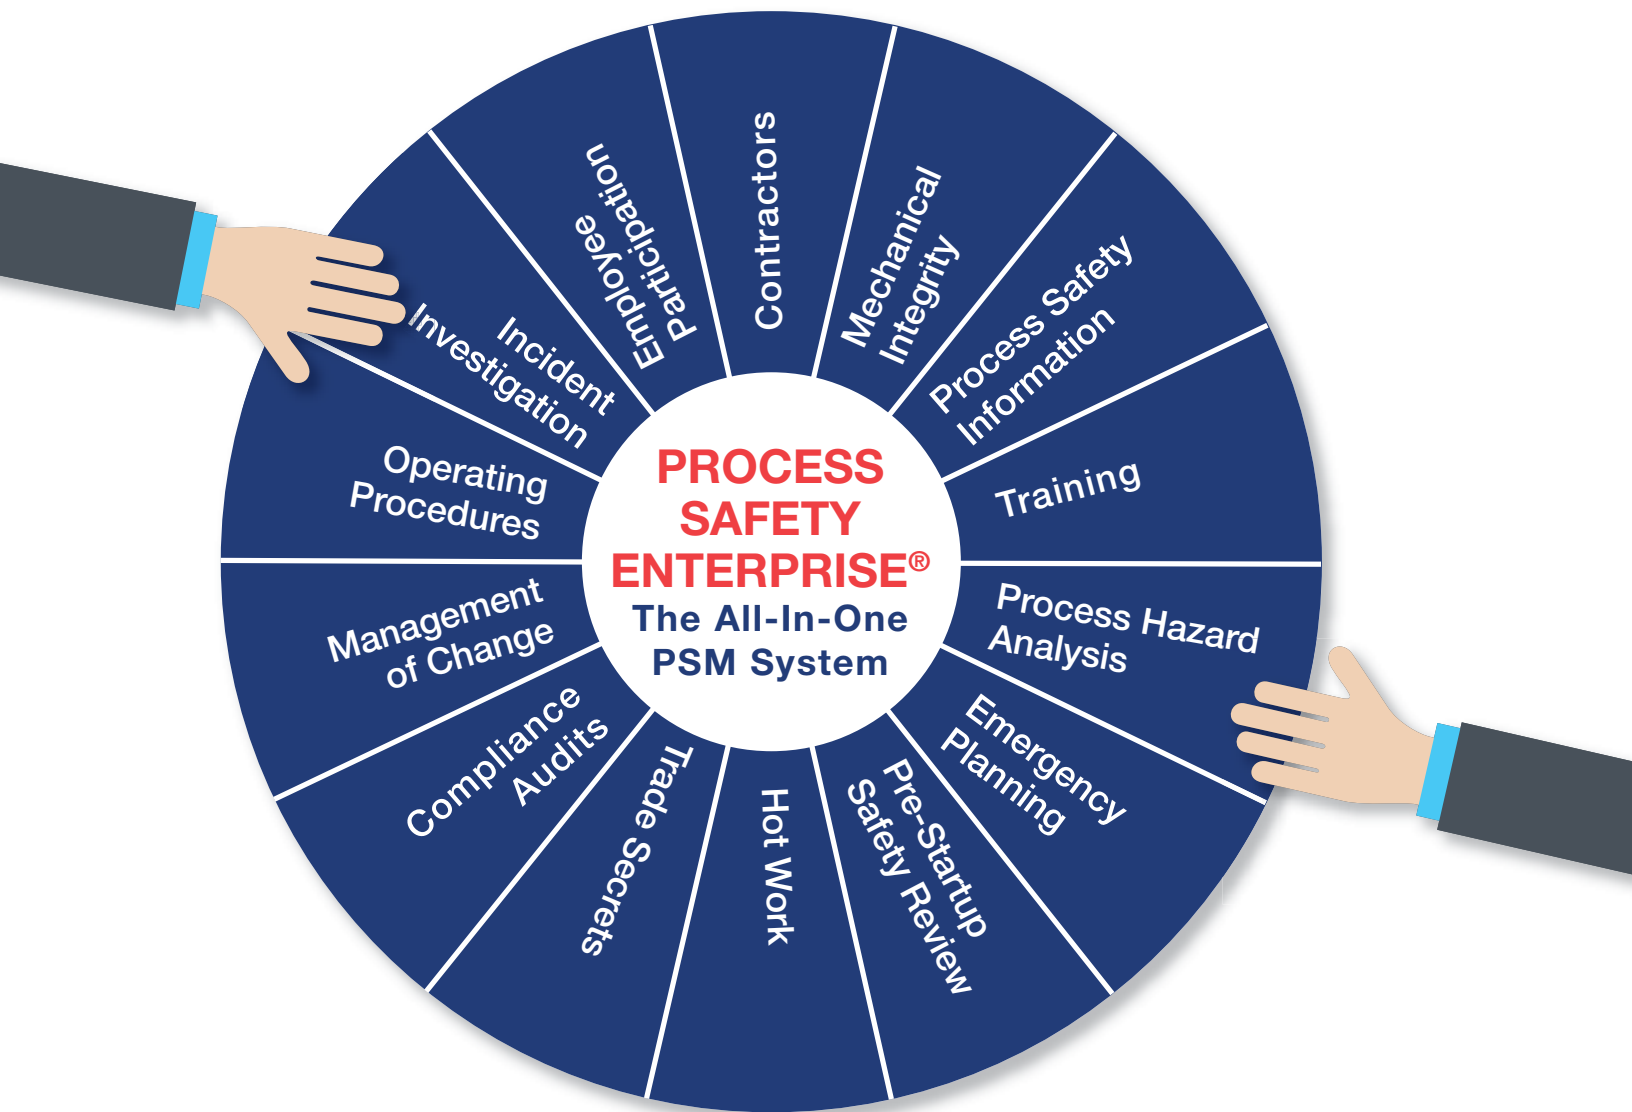 PROCESS
SAFETY
ENTERPRISE®
The All-In-One
PSM System
Contractors
Mechanical
Integrity
Process Safety
Information
Training
Process Hazard
Analysis
Emergency
Planning
Pre-Startup
Safety Review
Hot Work
Trade Secrets
Compliance
Audits
Management
of Change
Operating
Procedures
Incident
Investigation
Employee
Participation